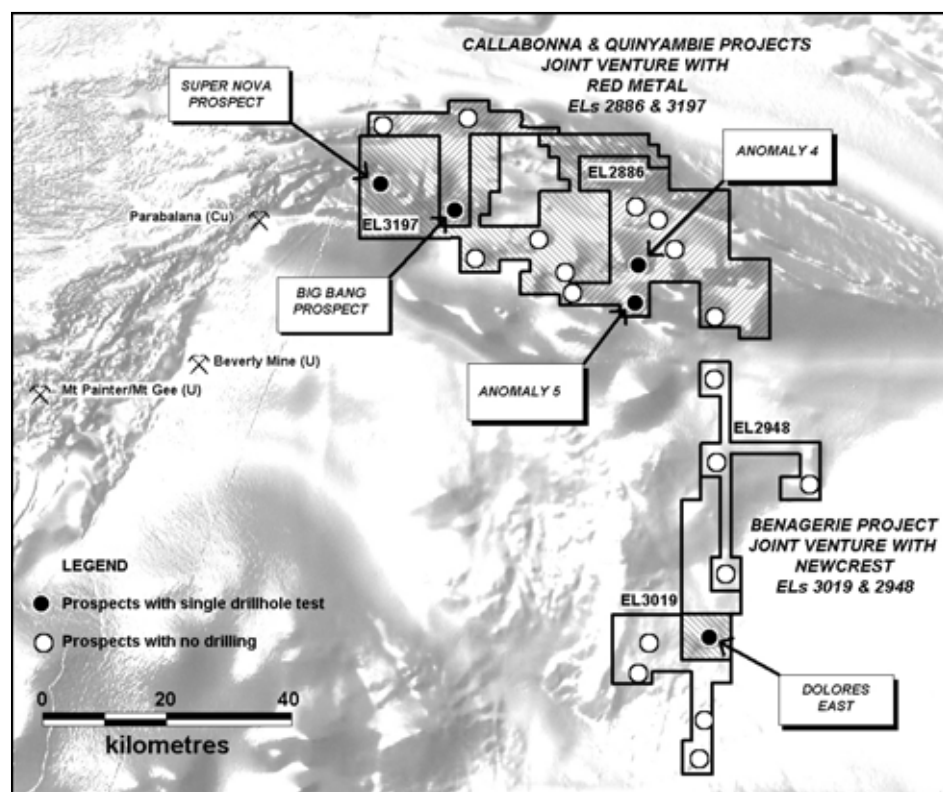 CALLABONNA & QUINYAMBIE PROJECTS
JOINT VENTURE WITH
RED METAL
ELs 2886 & 3197
SUPER NOVA
PROSPECT
ANOMALY 4
EL2886
Parabalana (Cu)
EL3197
BIG BANG
PROSPECT
Beverly Mine (U)
Mt Painter/Mt Gee (U)
ANOMALY 5
EL2948
BENAGERIE PROJECT
JOINT VENTURE WITH
NEWCREST
ELs 3019 & 2948
LEGEND
Prospects with single drillhole test
Prospects with no drilling
EL3019
DOLORES
EAST
0 20 40
kilometres